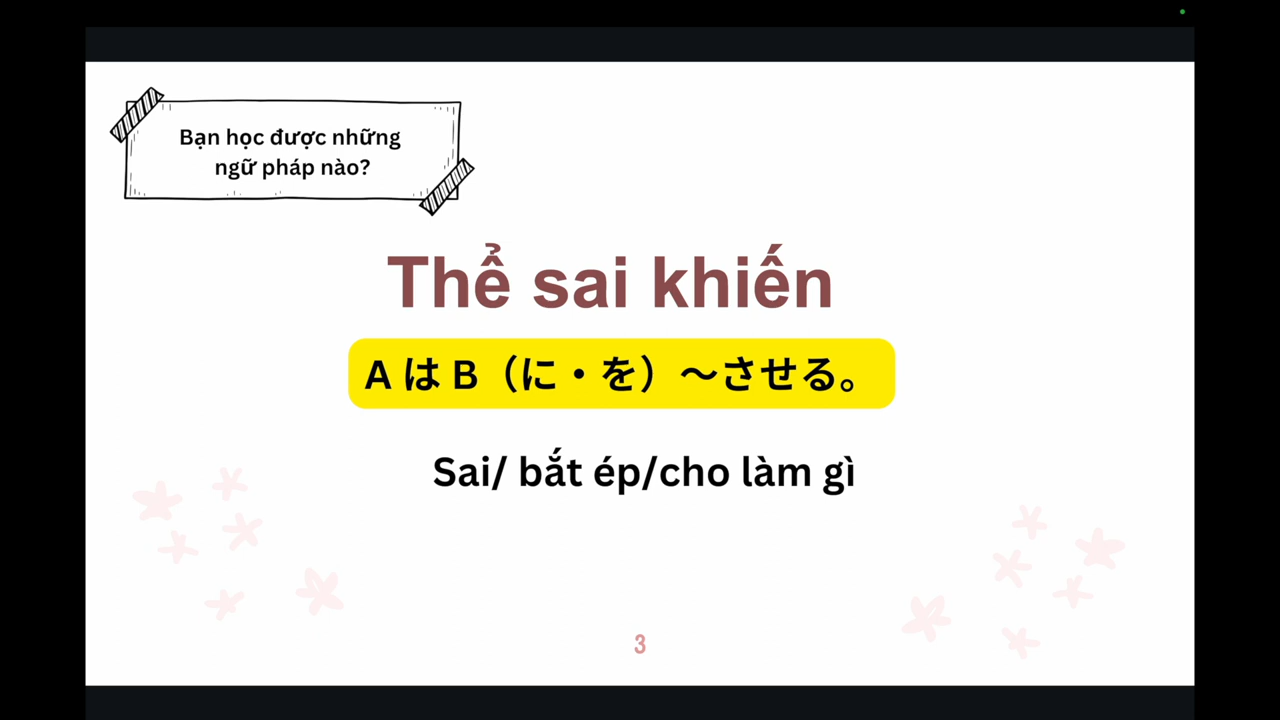 Bạn học được những
ngữ pháp nào?
Thể sai khiến
A は B（に・を）～させる。
Sai/ bắt ép/cho làm gì
3